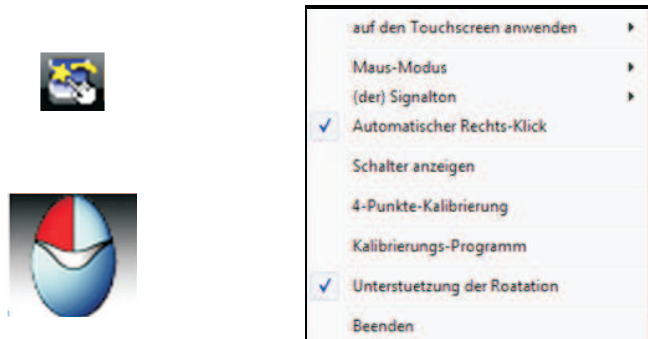 auf den Touchscreen anwenden
Maus-Modus
(der) Signalton
Automatischer Rechts-Klick
Schalter anzeigen
4-Punkte-Kalibrierung
Kalibrierungs-Programm
Unterstuetzung der Roatation
Beenden